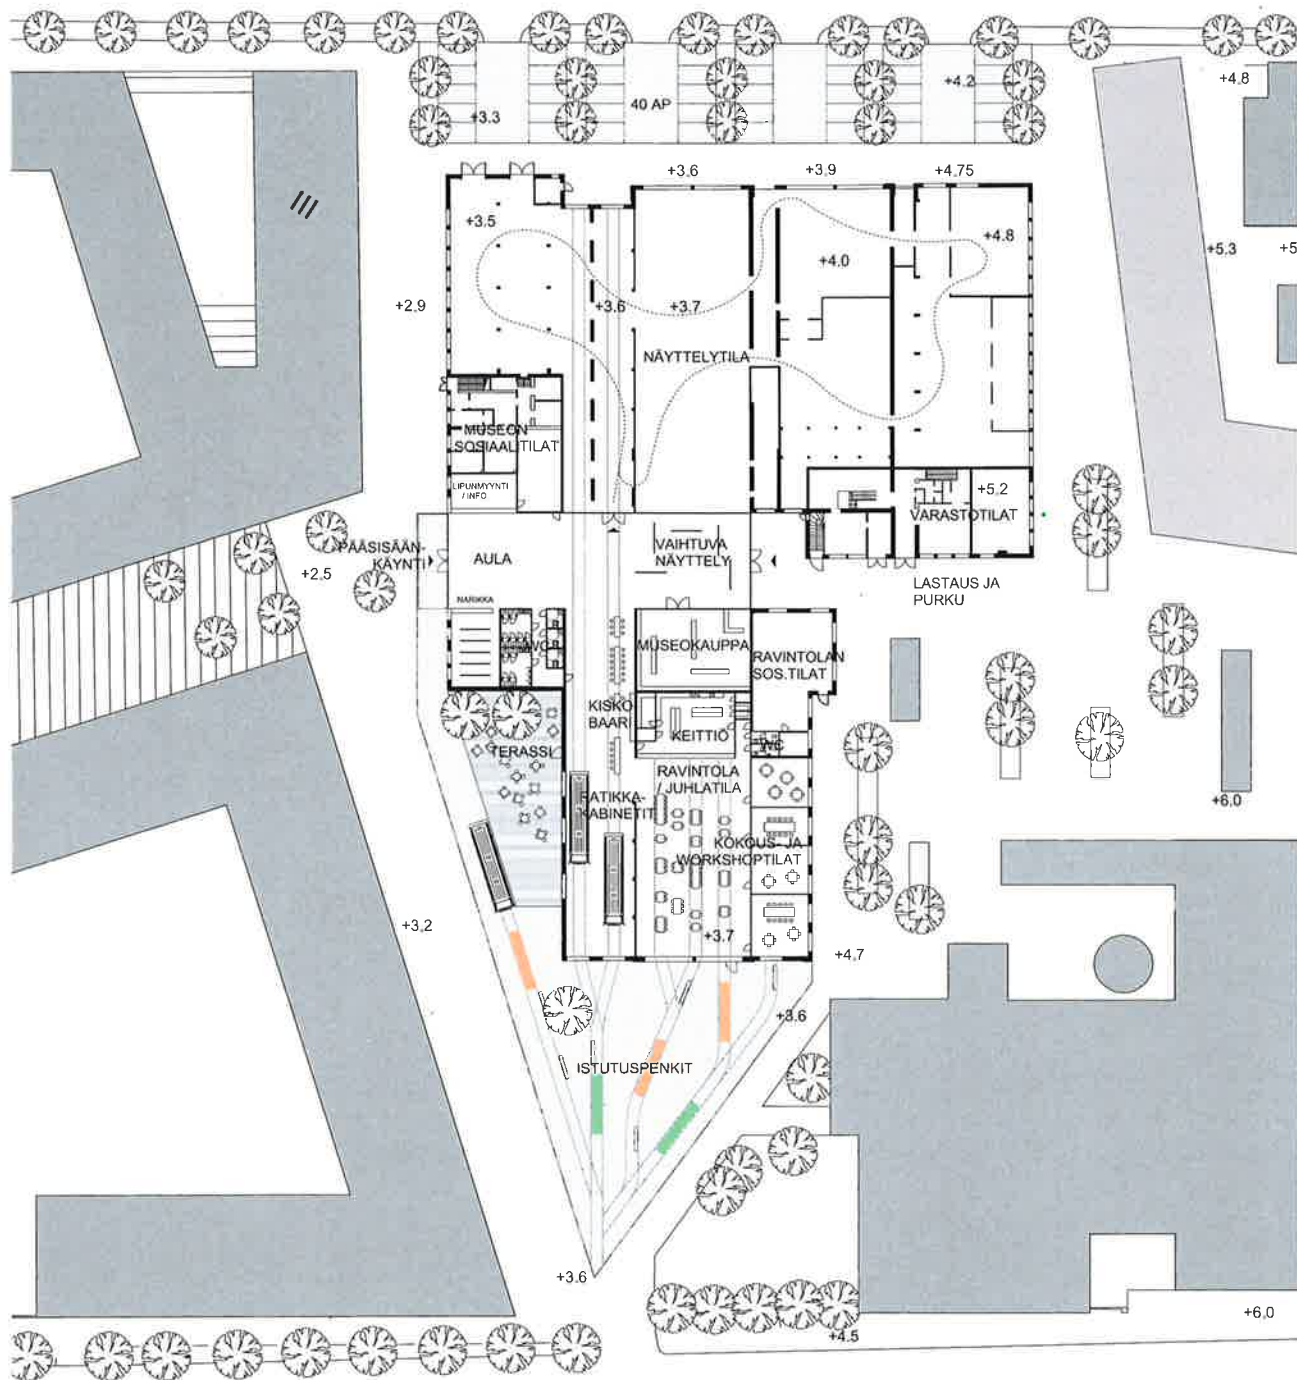 +4.8
+4.2
40 AP
+3.3
+3.6
+3.9
+4.75
+3.5
+4.8
+5.3
+5
+4.0
+2.9
+3.6
+3.7
NÄYTTELYTILA
MUSEON
SOSIAALITILAT
LIPUNMYYNTI
/ INFO
+5.2
VARASTOTILAT
PÄÄSISÄÄN-
KÄYNTI
+2.5
AULA
VAIHTUVA
NÄYTTELY
LASTAUS JA
PURKU
NARIKKA
WC
MUSEOKAUPPA
RAVINTOLAN
SOS.TILAT
KISKO-
BAARI
KEITTIÖ
WC
TERASSI
RAVINTOLA
/ JUHLATILA
RATIKKA-
KABINETIT
+6.0
KOKOUS- JA
WORKSHOPTILAT
+3.2
+3.7
+4.7
+3.6
ISTUTUSPENKIT
+3.6
+6.0
+4.5